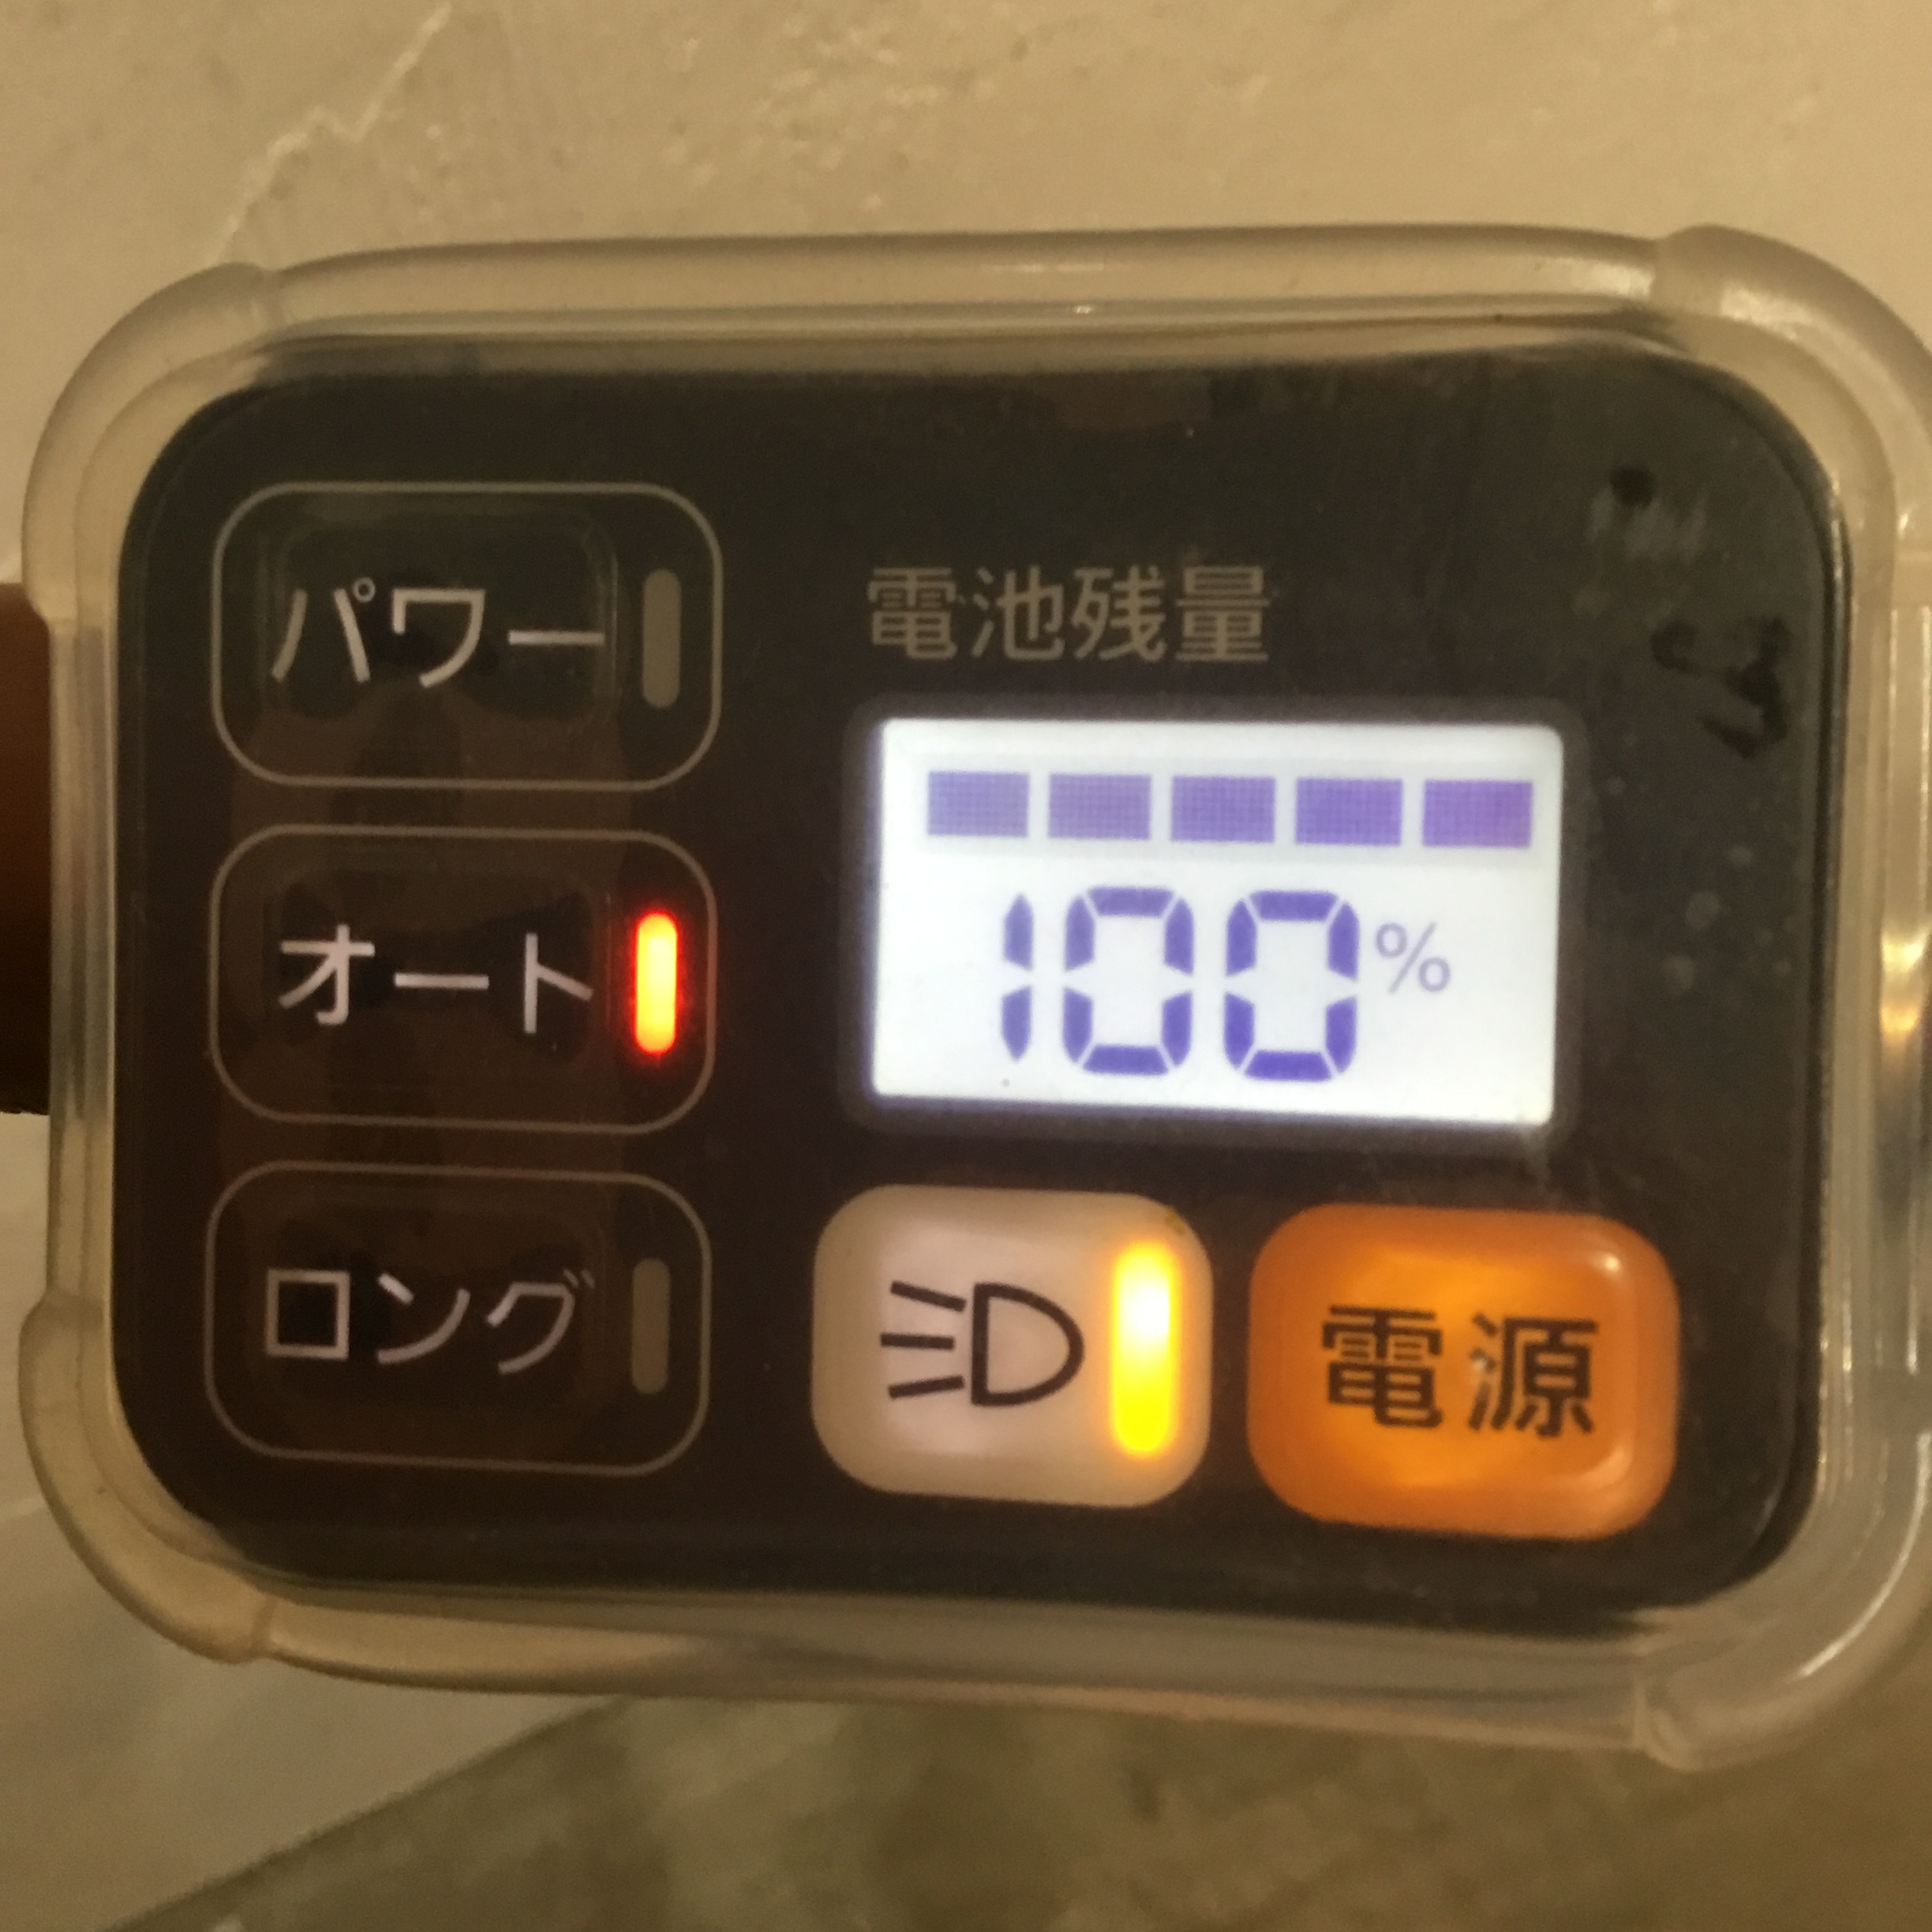 パワー
オート
ロング
電池残量
100%
電源